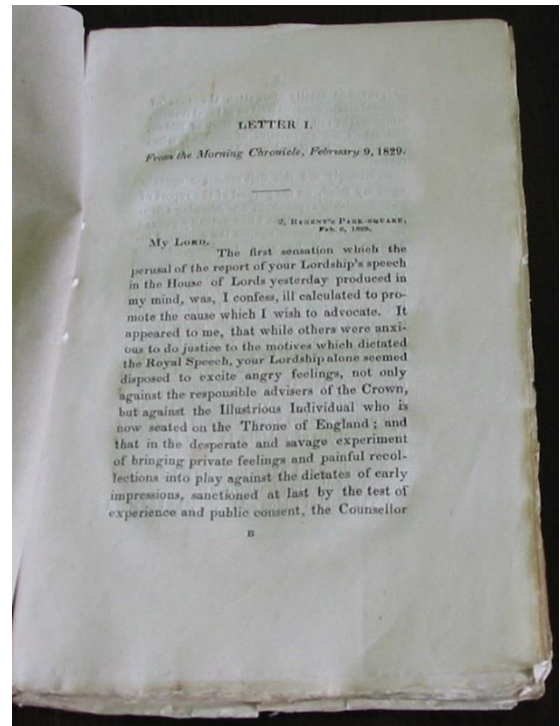 LETTER I.
From the Morning Chronicle, February 9, 1829.
2, REGENT'S PARK-SQUARE,
Feb. 6, 1829.
MY LORD,
The first sensation which the
perusal of the report of your Lordship's speech
in the House of Lords yesterday produced in
my mind, was, I confess, ill calculated to pro-
mote the cause which I wish to advocate. It
appeared to me, that while others were anxi-
ous to do justice to the motives which dictated
the Royal Speech, your Lordship alone seemed
disposed to excite angry feelings, not only
against the responsible advisers of the Crown,
but against the Illustrious Individual who is
now seated on the Throne of England; and
that in the desperate and savage experiment
of bringing private feelings and painful recol-
lections into play against the dictates of early
impressions, sanctioned at last by the test of
experience and public consent, the Counsellor
B